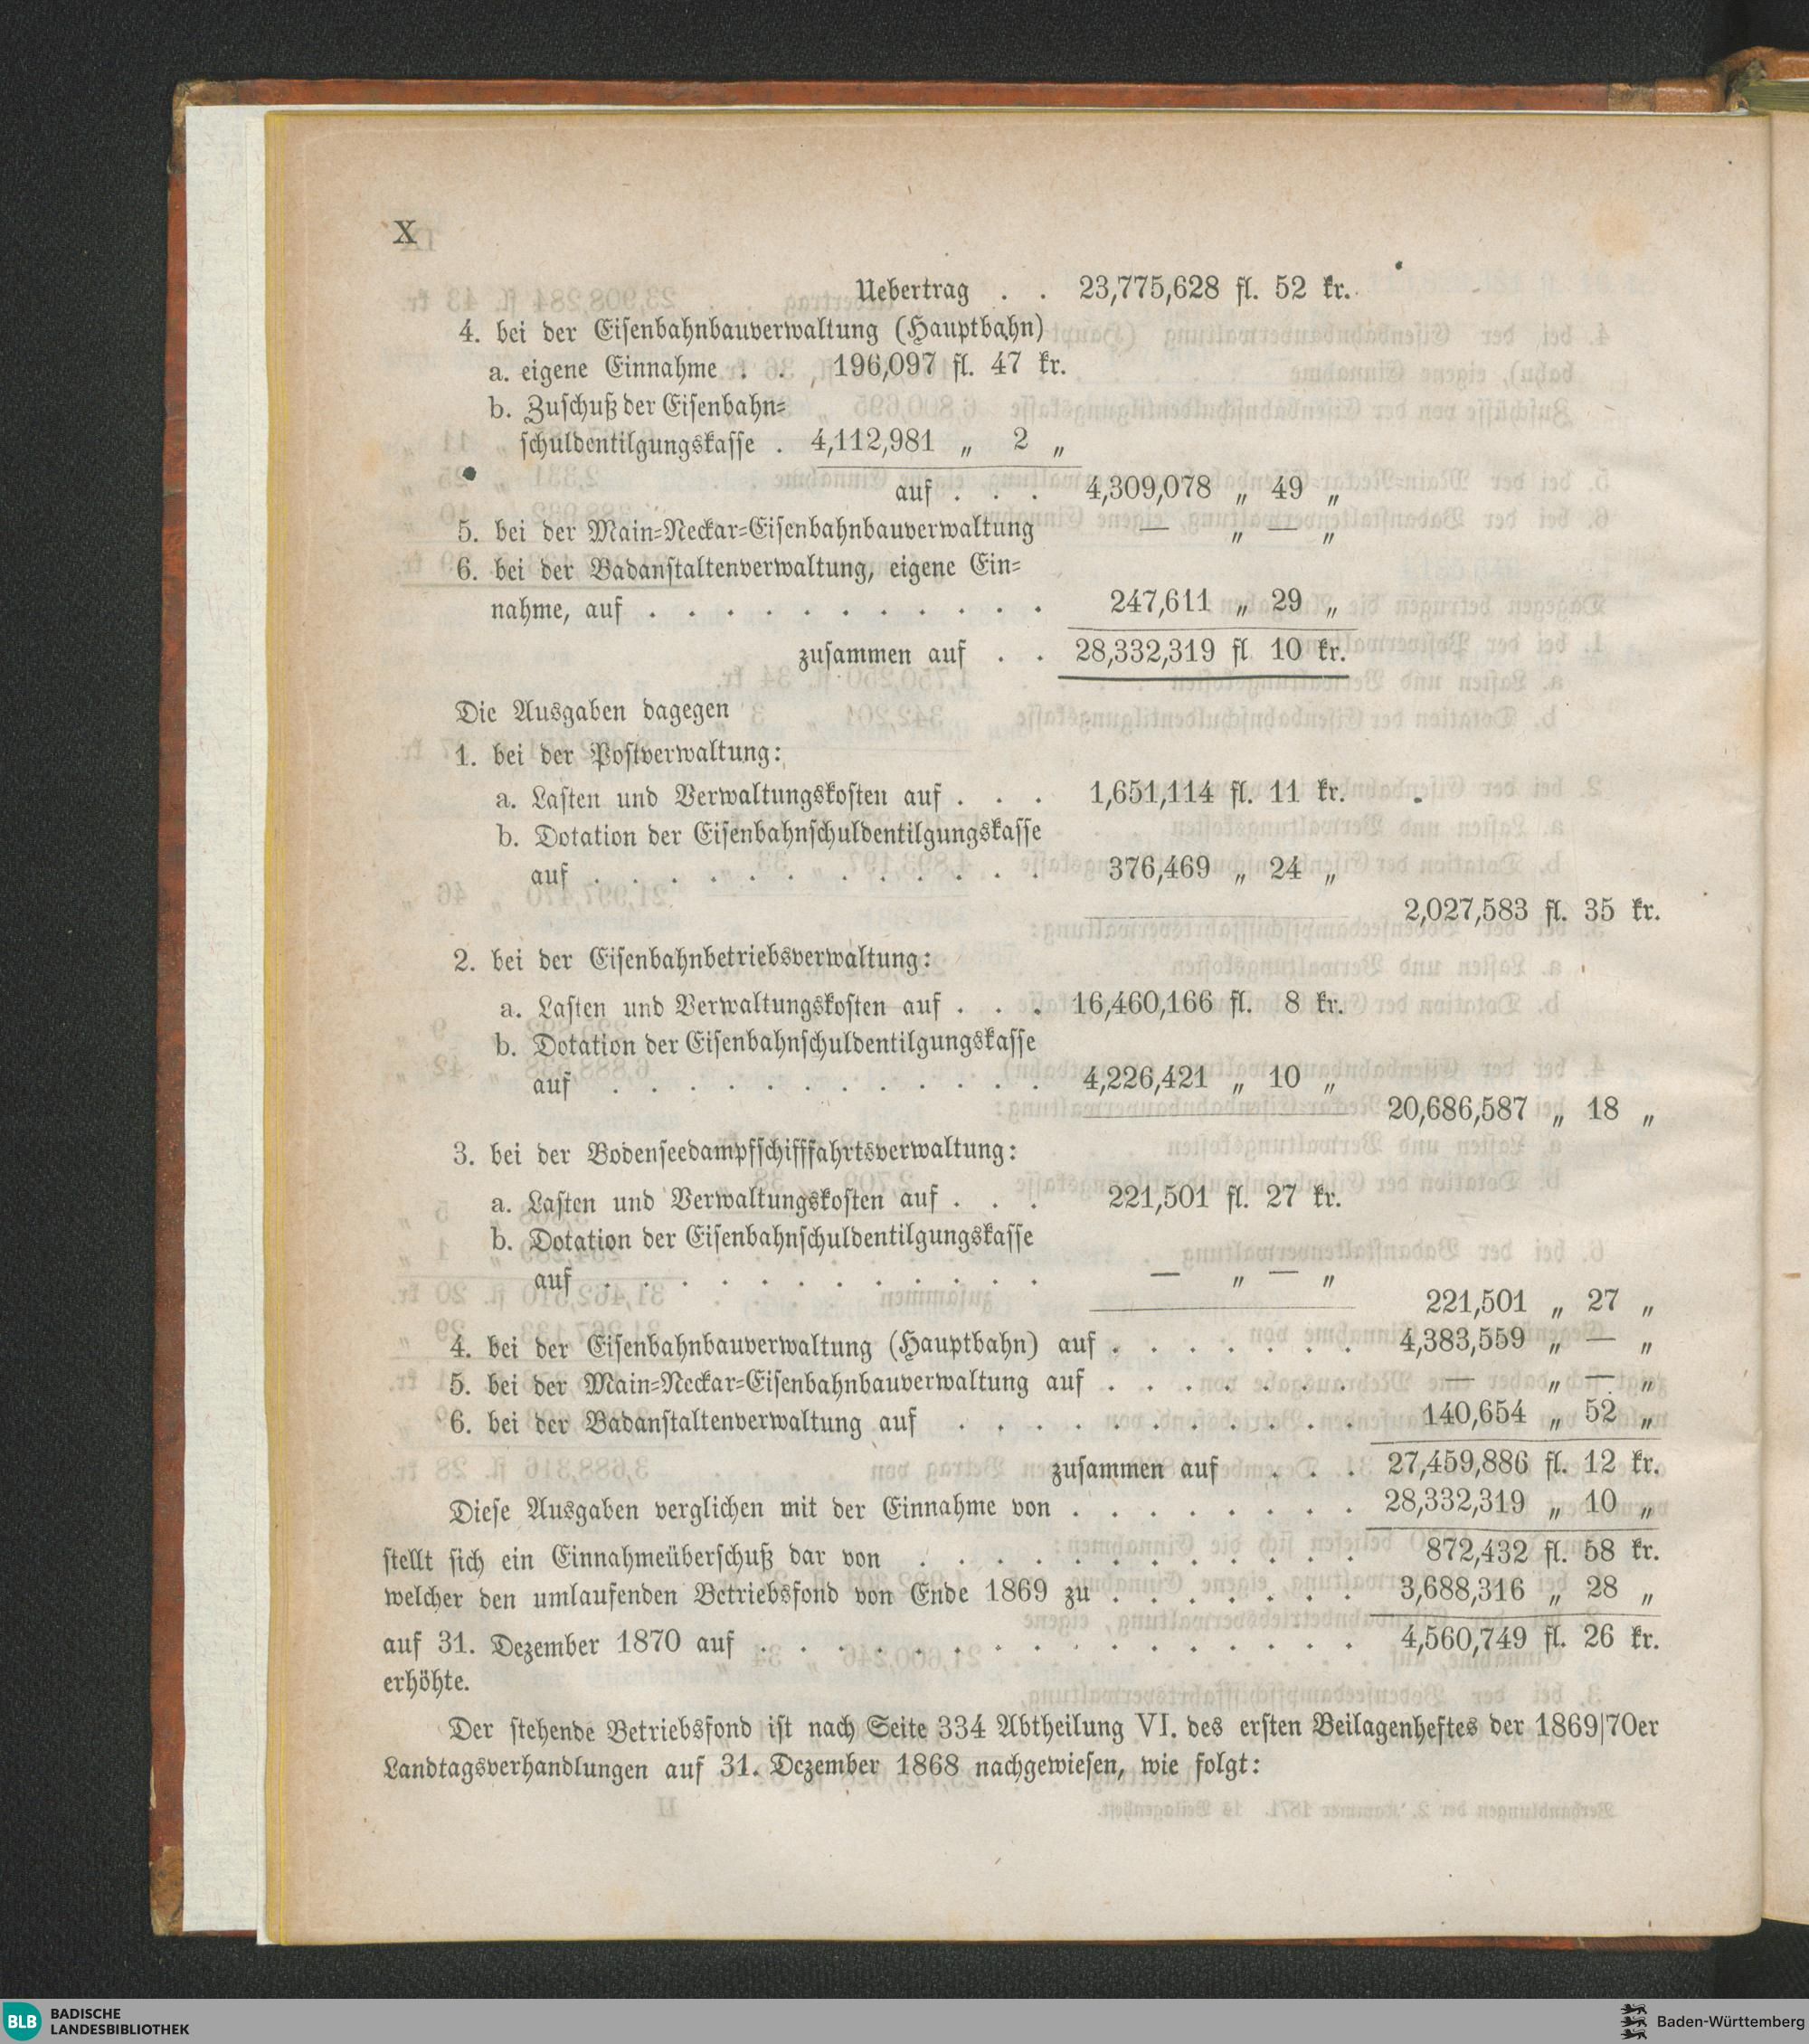 X
Uebertrag . . 23,775,628 fl. 52 kr.
4. bei der Eisenbahnbauverwaltung (Hauptbahn)
a. eigene Einnahme . . , 196,097 fl. 47 kr.
b. Zuschuß der Eisenbahn=
schuldentilgungskasse . 4,112,981 „ 2 „
auf . . . 4,309,078 „ 49 „
5. bei der Main=Neckar=Eisenbahnbauverwaltung — „ — „
6. bei der Badanstaltenverwaltung, eigene Ein=
nahme, auf . . . . . . . . . . . 247,611 „ 29 „
zusammen auf . . 28,332,319 fl 10 kr.
Die Ausgaben dagegen
1. bei der Postverwaltung:
a. Lasten und Verwaltungskosten auf . . . 1,651,114 fl. 11 kr.
b. Dotation der Eisenbahnschuldentilgungskasse
auf . . . . . . . . . . . . 376,469 „ 24 „
2,027,583 fl. 35 kr.
2. bei der Eisenbahnbetriebsverwaltung:
a. Lasten und Verwaltungskosten auf . . . 16,460,166 fl. 8 kr.
b. Dotation der Eisenbahnschuldentilgungskasse
auf . . . . . . . . . . . . 4,226,421 „ 10 „
20,686,587 „ 18 „
3. bei der Bodenseedampfschifffahrtsverwaltung:
a. Lasten und Verwaltungskosten auf . . . 221,501 fl. 27 kr.
b. Dotation der Eisenbahnschuldentilgungskasse
auf . . . . . . . . . . . . — „ — „
221,501 „ 27 „
4. bei der Eisenbahnbauverwaltung (Hauptbahn) auf . . . . . . . 4,383,559 „ — „
5. bei der Main=Neckar=Eisenbahnbauverwaltung auf . . . . . . . — „ — „
6. bei der Badanstaltenverwaltung auf . . . . . . . . . . . 140,654 „ 52 „
zusammen auf . . . 27,459,886 fl. 12 kr.
Diese Ausgaben verglichen mit der Einnahme von . . . . . . . . 28,332,319 „ 10 „
stellt sich ein Einnahmeüberschuß dar von . . . . . . . . . . . . 872,432 fl. 58 kr.
welcher den umlaufenden Betriebsfond von Ende 1869 zu . . . . . . . 3,688,316 „ 28 „
auf 31. Dezember 1870 auf . . . . . . . . . . . . . . . . 4,560,749 fl. 26 kr.
erhöhte.
Der stehende Betriebsfond ist nach Seite 334 Abtheilung VI. des ersten Beilagenheftes der 1869|70er
Landtagsverhandlungen auf 31. Dezember 1868 nachgewiesen, wie folgt:
BLB BADISCHE
LANDESBIBLIOTHEK
Baden-Württemberg